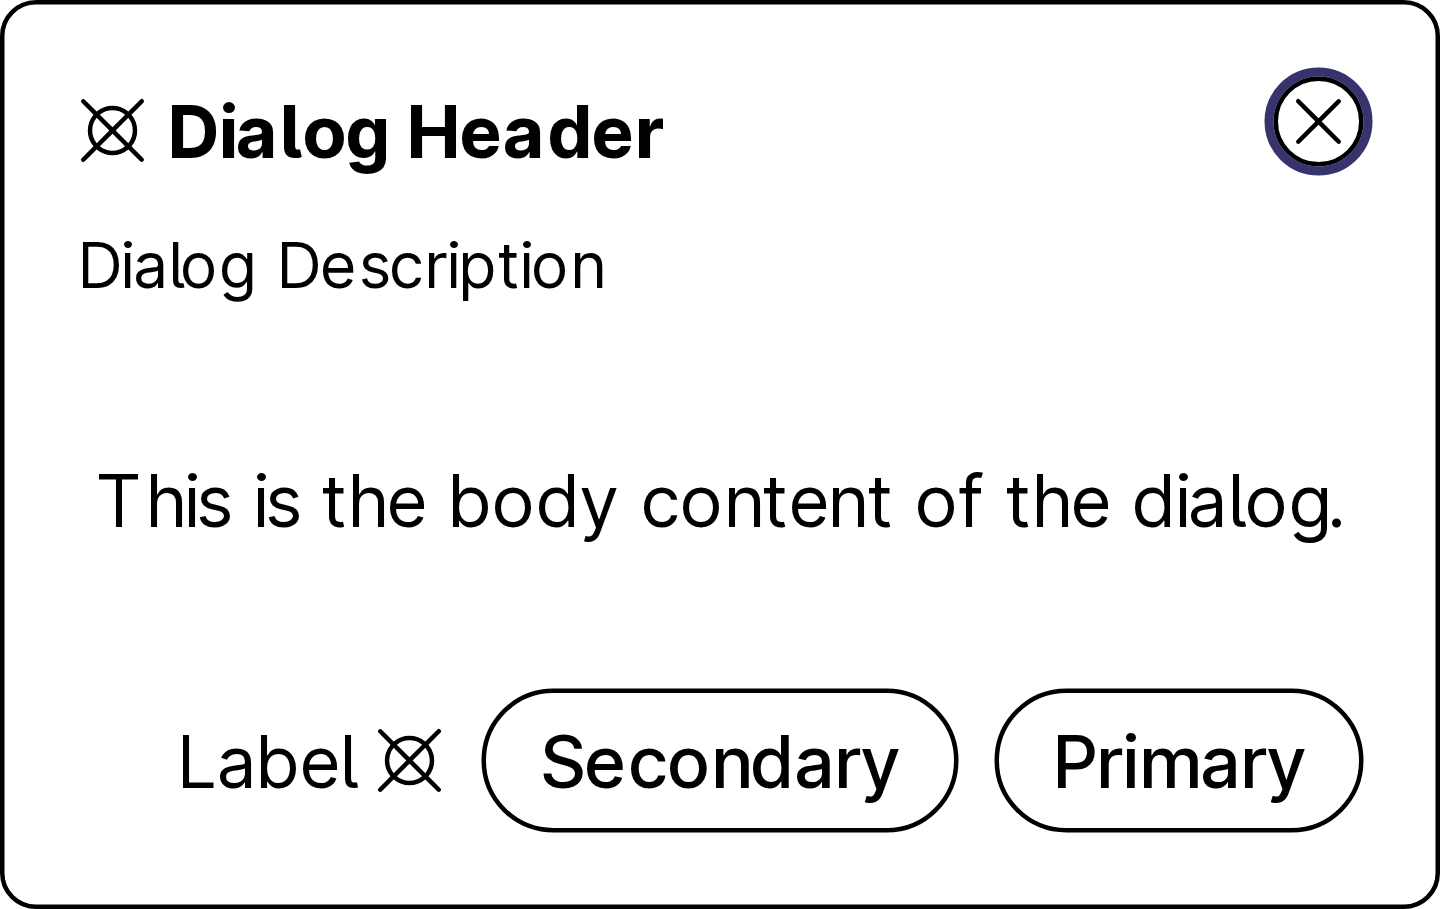 Dialog Header
Dialog Description
This is the body content of the dialog.
Label Secondary Primary